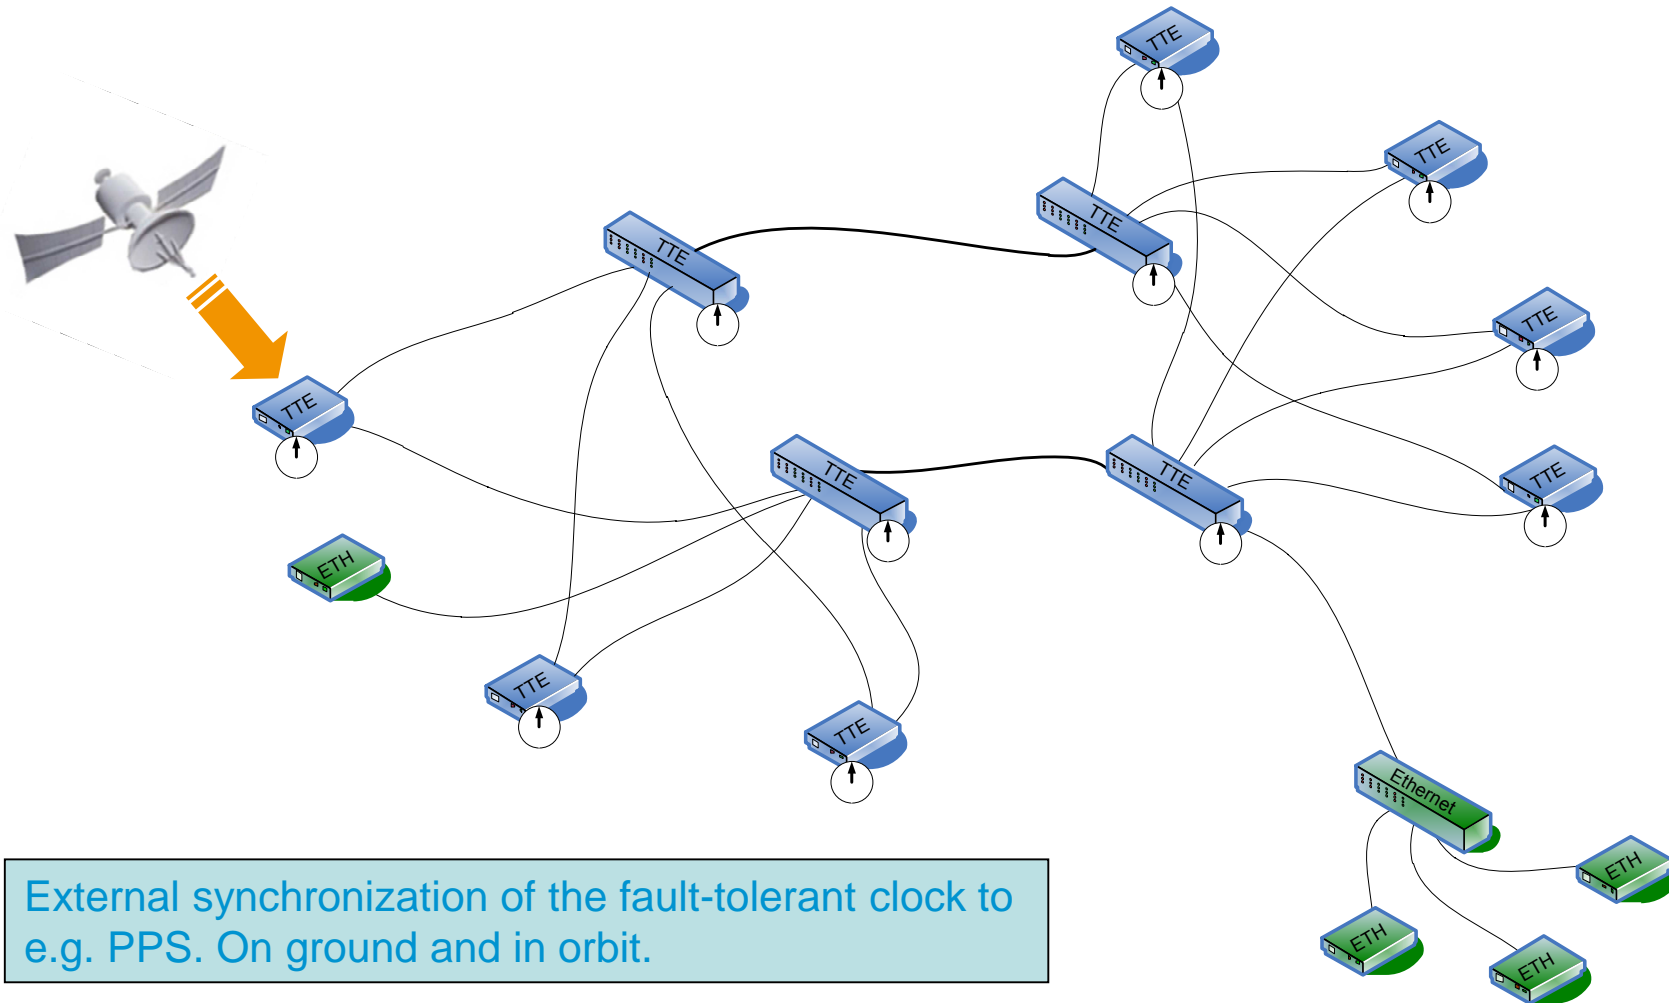 TTE
TTE
TTE
TTE
TTE
TTE
TTE
TTE
TTE
TTE
ETH
TTE
TTE
Ethernet
ETH
ETH
ETH
External synchronization of the fault-tolerant clock to
e.g. PPS. On ground and in orbit.